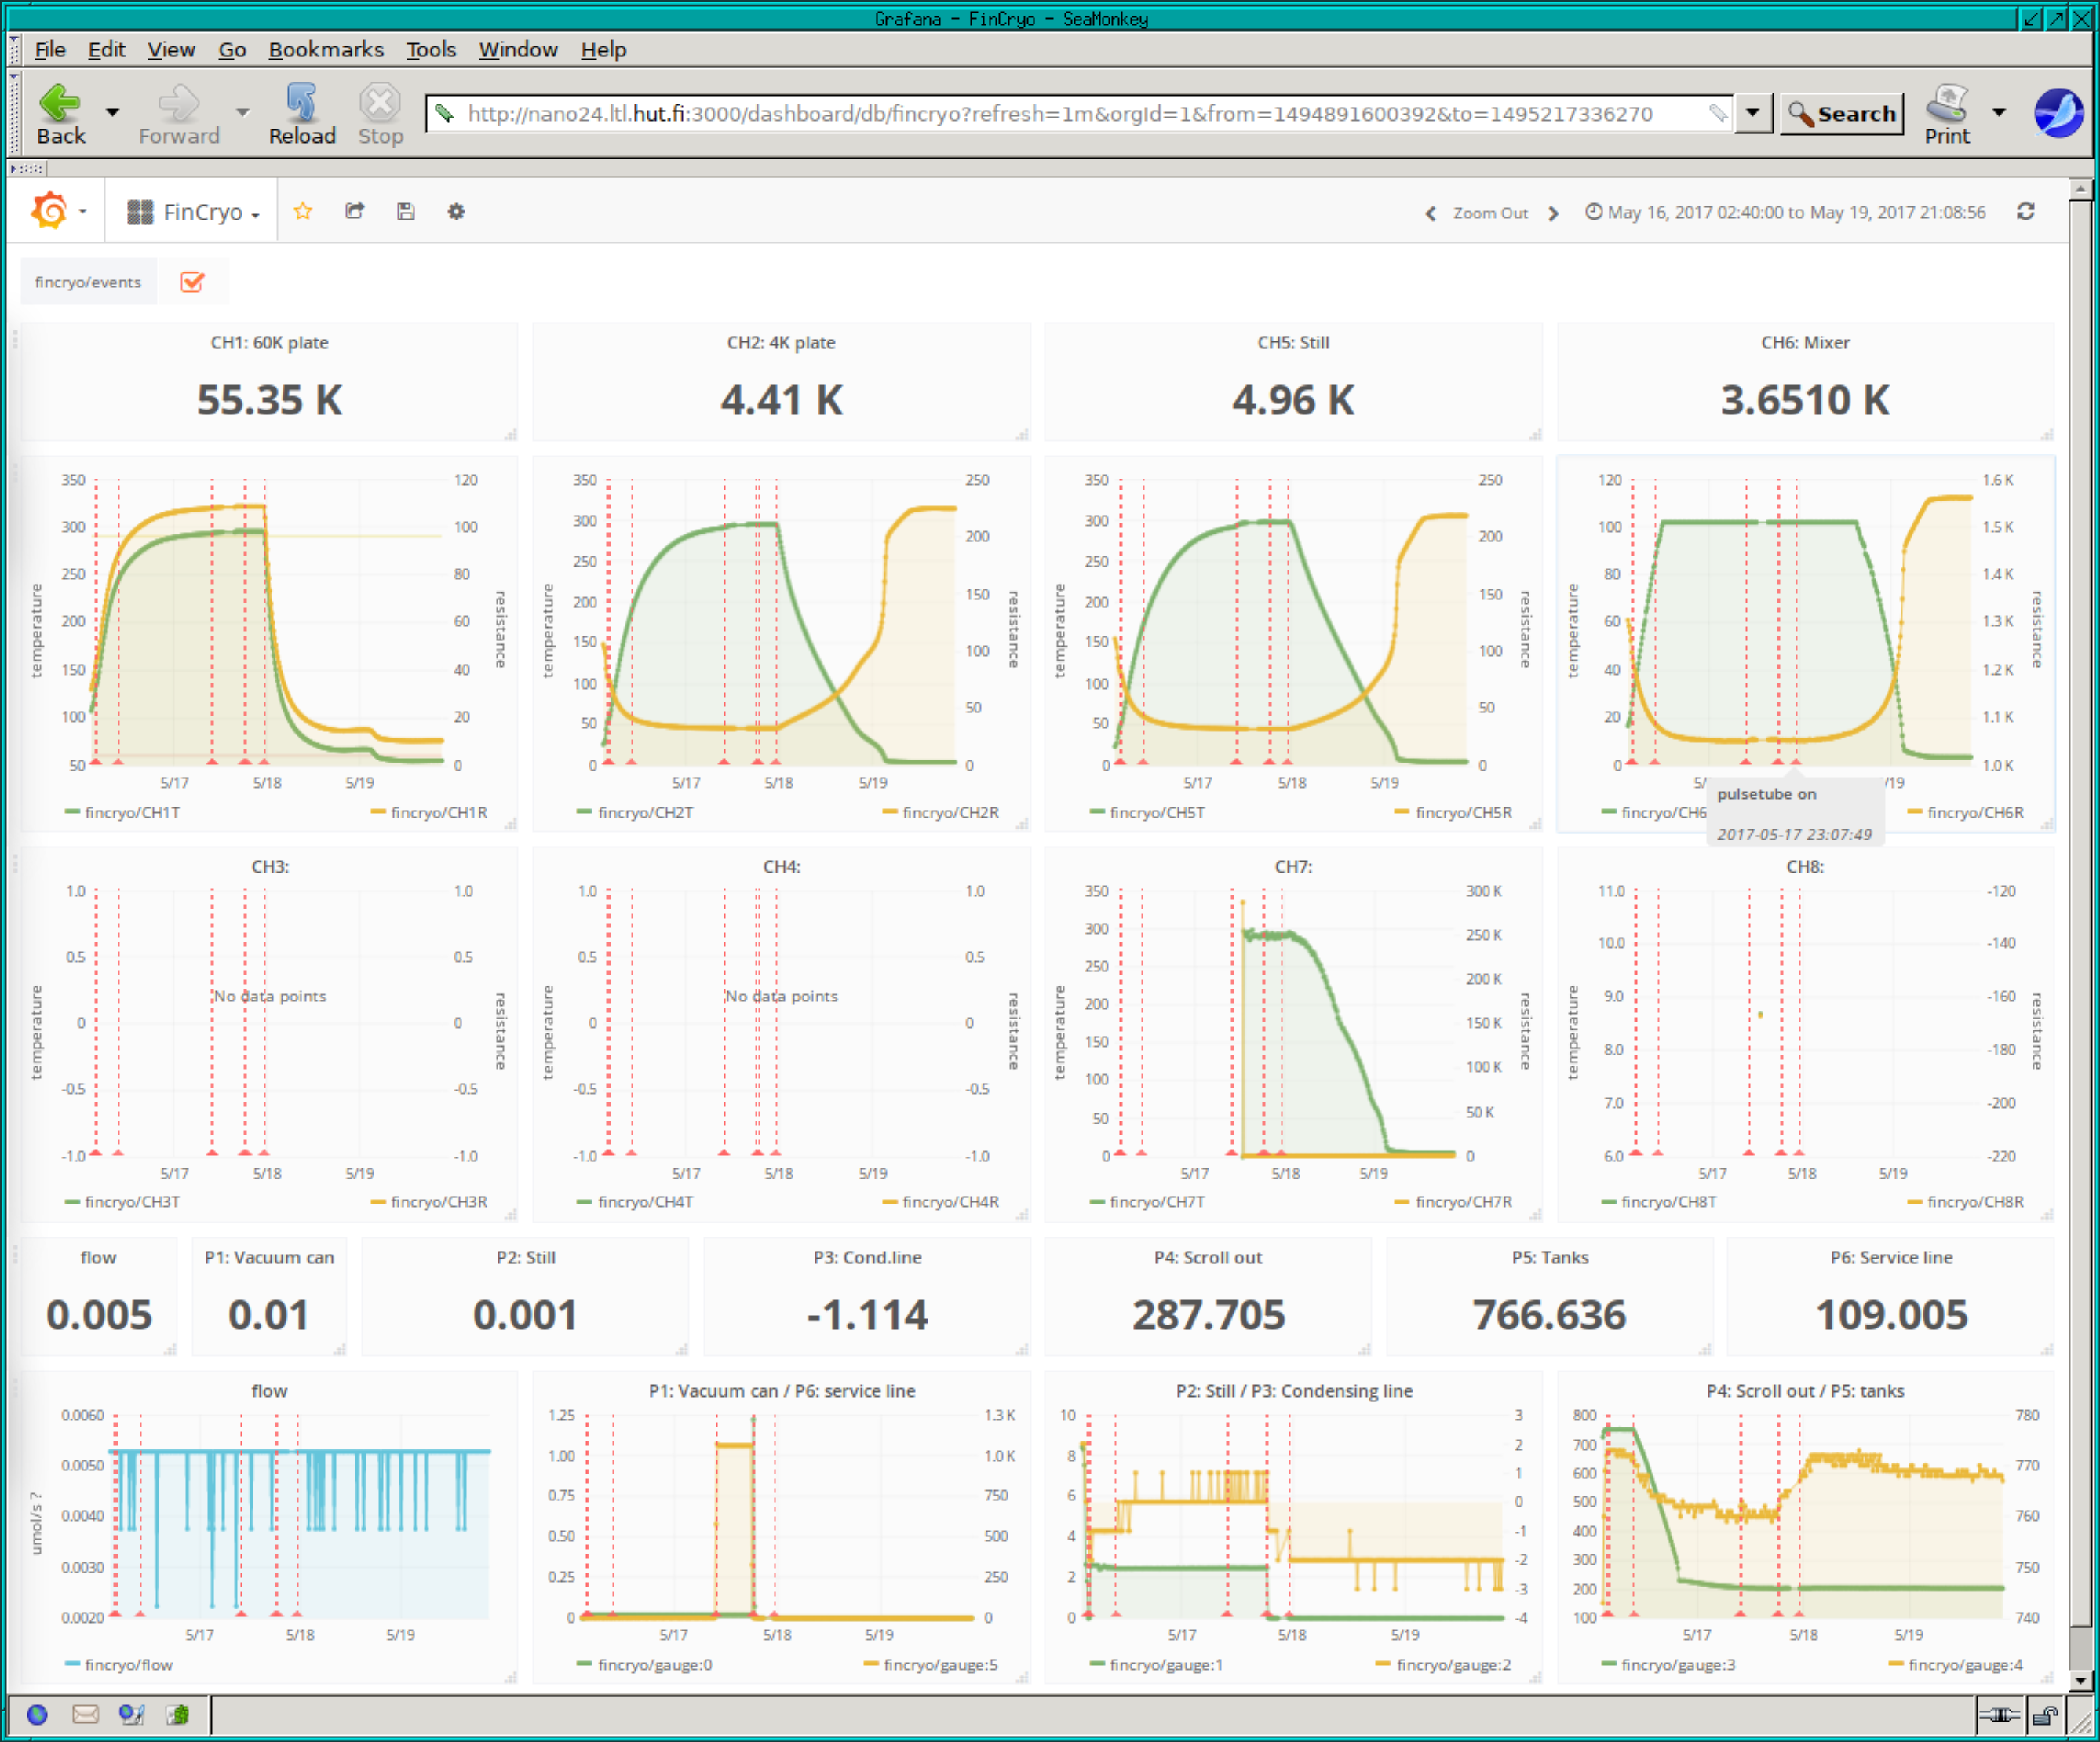 Grafana - FinCryo - SeaMonkey
File Edit View Go Bookmarks Tools Window Help
http://nano24.ltl.hut.fi:3000/dashboard/db/fincryo?refresh=1m&orgId=1&from=1494891600392&to=1495217336270
Back Forward Reload Stop Search Print
FinCryo Zoom Out May 16, 2017 02:40:00 to May 19, 2017 21:08:56
fincryo/events
CH1: 60K plate CH2: 4K plate CH5: Still CH6: Mixer
55.35 K 4.41 K 4.96 K 3.6510 K
temperature
350
300
250
200
150
100
50
120
100
80
60
40
20
0
resistance
5/17 5/18 5/19
fincryo/CH1T fincryo/CH1R
temperature
350
300
250
200
150
100
50
0
250
200
150
100
50
0
resistance
5/17 5/18 5/19
fincryo/CH2T fincryo/CH2R
temperature
350
300
250
200
150
100
50
0
250
200
150
100
50
0
resistance
5/17 5/18 5/19
fincryo/CH5T fincryo/CH5R
temperature
120
100
80
60
40
20
0
1.6 K
1.5 K
1.4 K
1.3 K
1.2 K
1.1 K
1.0 K
resistance
5/ /19
fincryo/CH6 fincryo/CH6R
pulsetube on
2017-05-17 23:07:49
CH3:
temperature
1.0
0.5
0
-0.5
-1.0
No data points
1.0
0.5
0
-0.5
-1.0
resistance
5/17 5/18 5/19
fincryo/CH3T fincryo/CH3R
CH4:
temperature
1.0
0.5
0
-0.5
-1.0
No data points
1.0
0.5
0
-0.5
-1.0
resistance
5/17 5/18 5/19
fincryo/CH4T fincryo/CH4R
CH7:
temperature
350
300
250
200
150
100
50
0
300 K
250 K
200 K
150 K
100 K
50 K
0
resistance
5/17 5/18 5/19
fincryo/CH7T fincryo/CH7R
CH8:
temperature
11.0
10.0
9.0
8.0
7.0
6.0
-120
-140
-160
-180
-200
-220
resistance
5/17 5/18 5/19
fincryo/CH8T fincryo/CH8R
flow P1: Vacuum can P2: Still P3: Cond.line P4: Scroll out P5: Tanks P6: Service line
0.005 0.01 0.001 -1.114 287.705 766.636 109.005
flow
umol/s ?
0.0060
0.0050
0.0040
0.0030
0.0020
5/17 5/18 5/19
fincryo/flow
P1: Vacuum can / P6: service line
1.25
1.00
0.75
0.50
0.25
0
1.3 K
1.0 K
750
500
250
0
5/17 5/18 5/19
fincryo/gauge:0 fincryo/gauge:5
P2: Still / P3: Condensing line
10
8
6
4
2
0
3
2
1
0
-1
-2
-3
-4
5/17 5/18 5/19
fincryo/gauge:1 fincryo/gauge:2
P4: Scroll out / P5: tanks
800
700
600
500
400
300
200
100
780
770
760
750
740
5/17 5/18 5/19
fincryo/gauge:3 fincryo/gauge:4